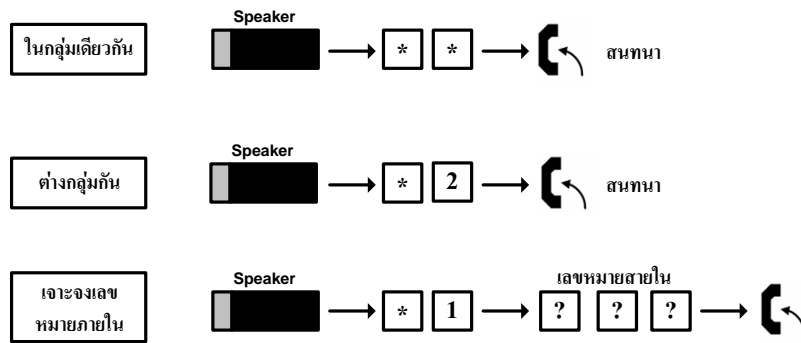 Speaker
ในกลุ่มเดียวกัน * * สนทนา
Speaker
ต่างกลุ่มกัน * 2 สนทนา
Speaker เลขหมายสายใน
เจาะจงเลข
หมายภายใน * 1 ? ? ?